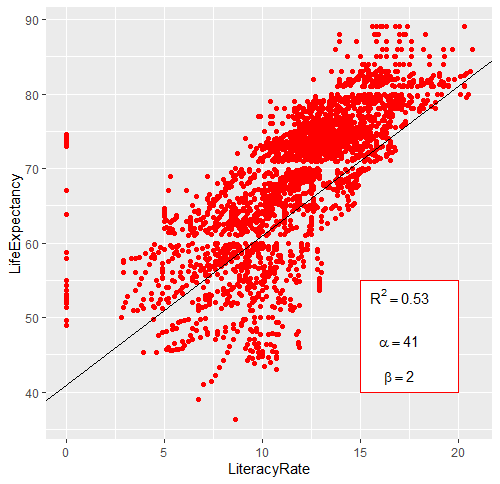 90
80
70
60
50
40
LifeExpectancy
R² = 0.53
α = 41
β = 2
0 5 10 15 20
LiteracyRate